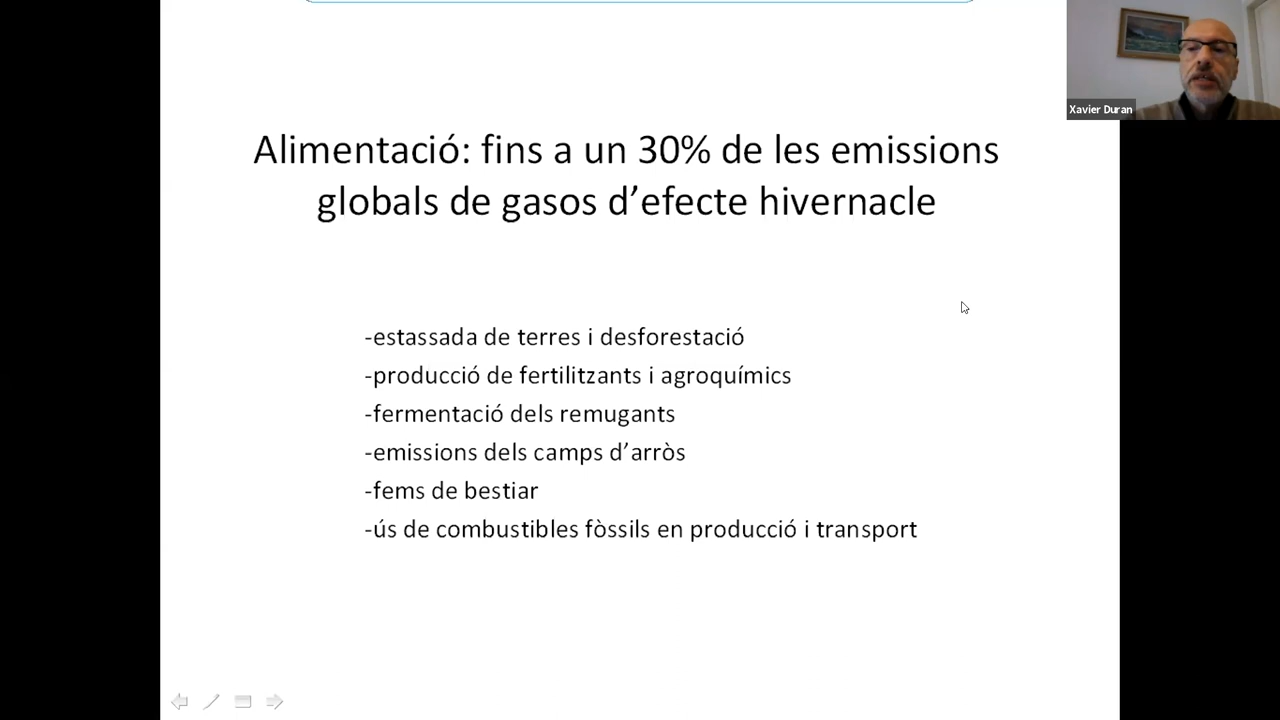 Xavier Duran
Alimentació: fins a un 30% de les emissions
globals de gasos d’efecte hivernacle
-estassada de terres i desforestació
-producció de fertilitzants i agroquímics
-fermentació dels remugants
-emissions dels camps d’arròs
-fems de bestiar
-ús de combustibles fòssils en producció i transport